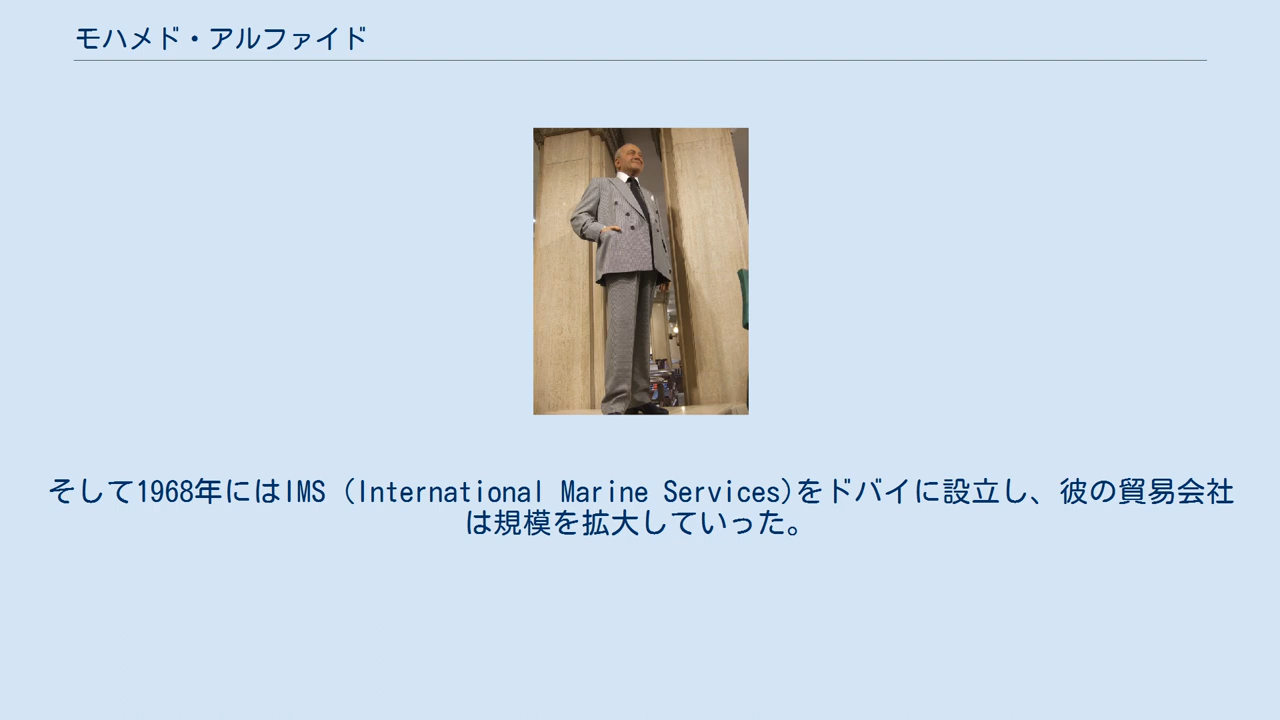 モハメド・アルファイド
そして1968年にはIMS (International Marine Services)をドバイに設立し、彼の貿易会社
は規模を拡大していった。